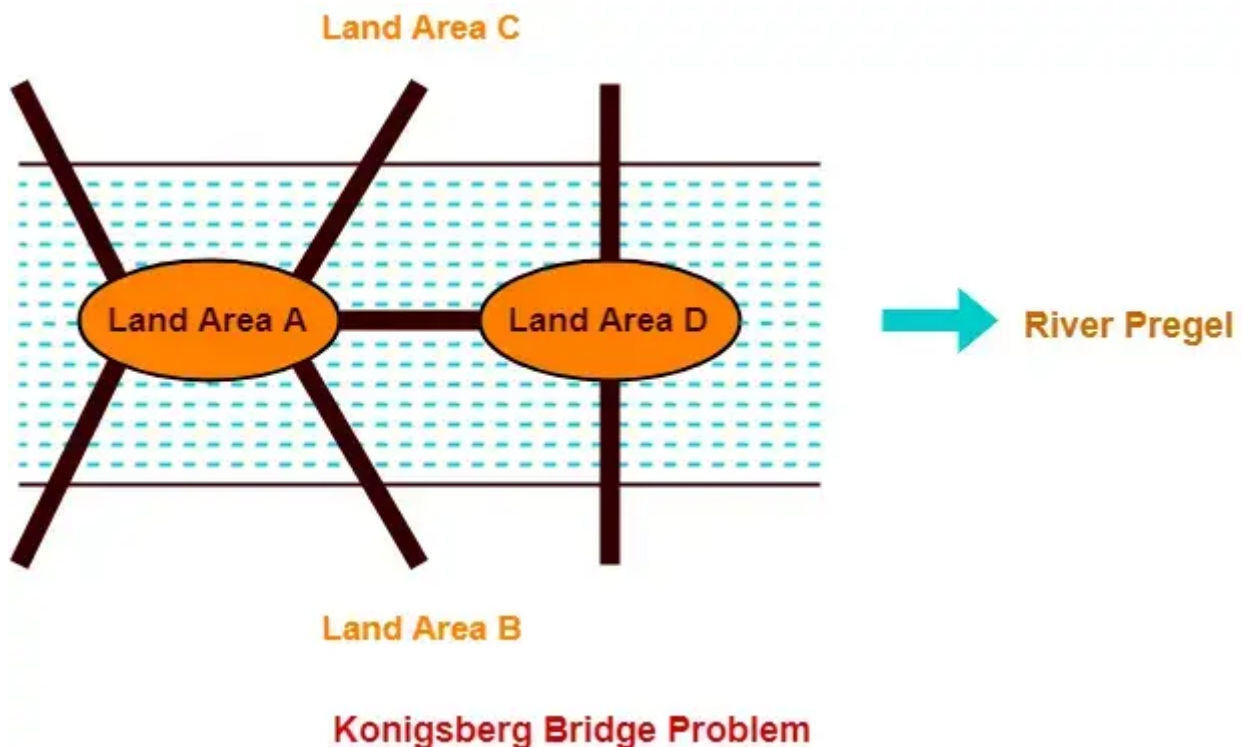 Land Area C
Land Area A
Land Area D
River Pregel
Land Area B
Konigsberg Bridge Problem